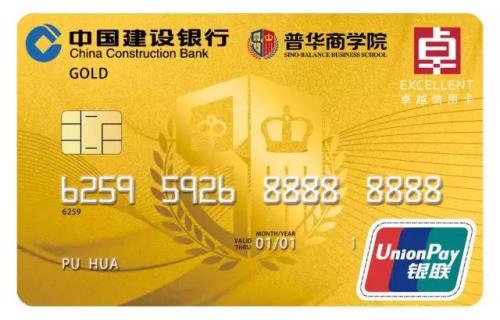 中国建设银行
China Construction Bank
GOLD
普华商学院
SINO-BALANCE BUSINESS SCHOOL
卓
EXCELLENT
卓越信用卡
6259 5926 8888 8888
6259
MONTH/YEAR
VALID THRU 01/01
1
PU HUA
UnionPay
银联